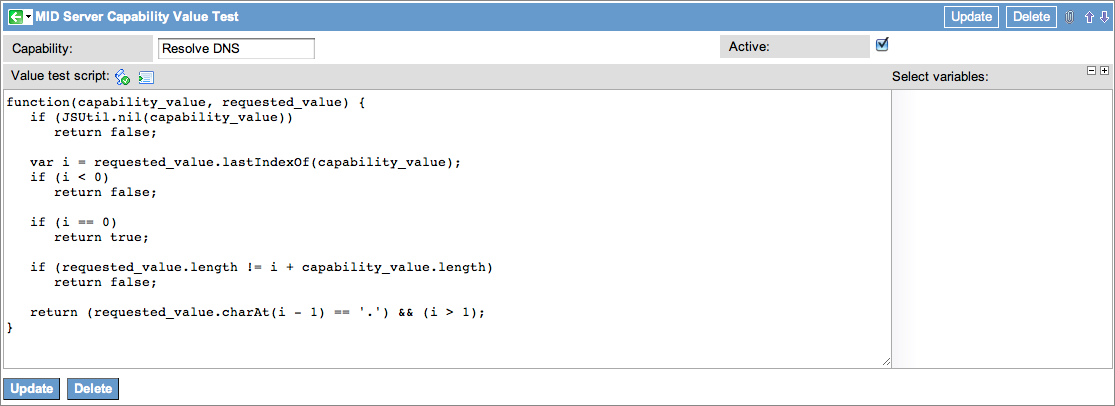 MID Server Capability Value Test
Update Delete
Capability: Resolve DNS Active:
Value test script: Select variables:
function(capability_value, requested_value) {
   if (JSUtil.nil(capability_value))
      return false;

   var i = requested_value.lastIndexOf(capability_value);
   if (i < 0)
      return false;

   if (i == 0)
      return true;

   if (requested_value.length != i + capability_value.length)
      return false;

   return (requested_value.charAt(i - 1) == '.') && (i > 1);
}
Update Delete